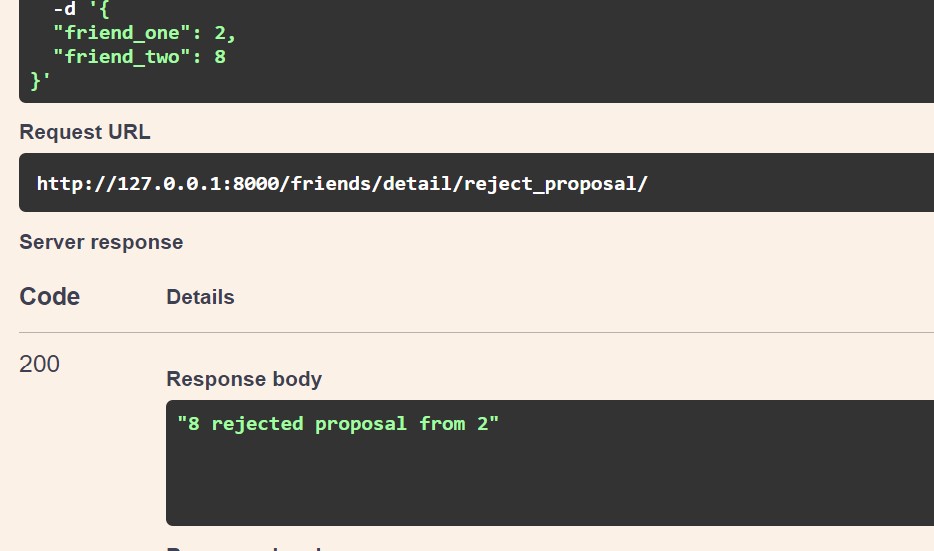 -d '{
"friend_one": 2,
"friend_two": 8
}'
Request URL
http://127.0.0.1:8000/friends/detail/reject_proposal/
Server response
Code Details
200
Response body
"8 rejected proposal from 2"